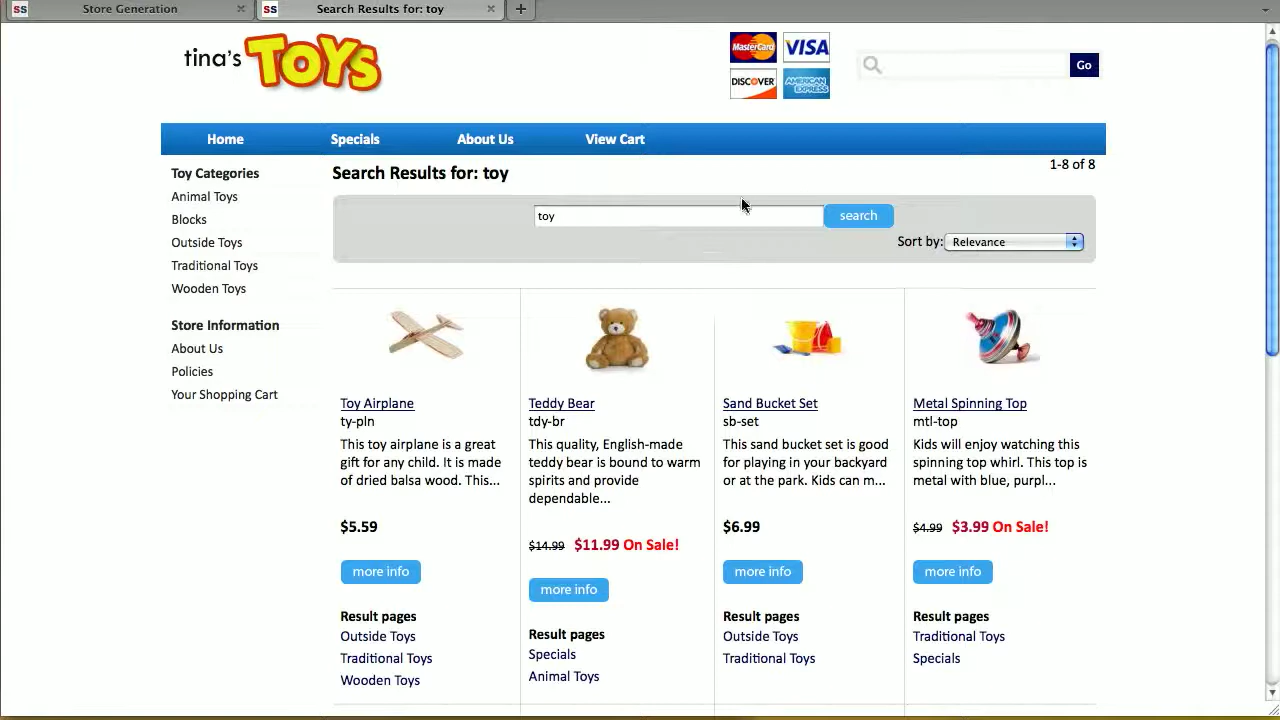 SS Store Generation
SS Search Results for: toy
tina's TOYS
MasterCard VISA
DISCOVER AMERICAN EXPRESS
Go
Home Specials About Us View Cart
Toy Categories
Animal Toys
Blocks
Outside Toys
Traditional Toys
Wooden Toys
Store Information
About Us
Policies
Your Shopping Cart
Search Results for: toy
1-8 of 8
toy search
Sort by: Relevance
Toy Airplane
ty-pln
This toy airplane is a great
gift for any child. It is made
of dried balsa wood. This...
$5.59
more info
Result pages
Outside Toys
Traditional Toys
Wooden Toys
Teddy Bear
tdy-br
This quality, English-made
teddy bear is bound to warm
spirits and provide
dependable...
$14.99 $11.99 On Sale!
more info
Result pages
Specials
Animal Toys
Sand Bucket Set
sb-set
This sand bucket set is good
for playing in your backyard
or at the park. Kids can m...
$6.99
more info
Result pages
Outside Toys
Traditional Toys
Metal Spinning Top
mtl-top
Kids will enjoy watching this
spinning top whirl. This top is
metal with blue, purpl...
$4.99 $3.99 On Sale!
more info
Result pages
Traditional Toys
Specials